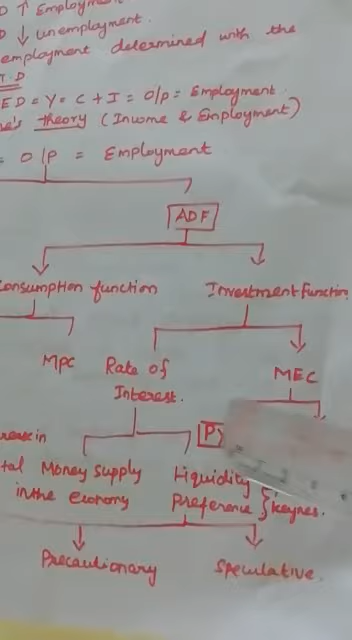 ↑ Employment
↓ unemployment.
employment determined with the
T.D
ED = Y = C + I = O/p = Employment.
theory (Income & Employment)
= O/P = Employment
ADF
Consumption function Investment Function
MPC Rate of Interest. MEC
Money supply in the economy Liquidity Preference } Keynes.
Precautionary Speculative.